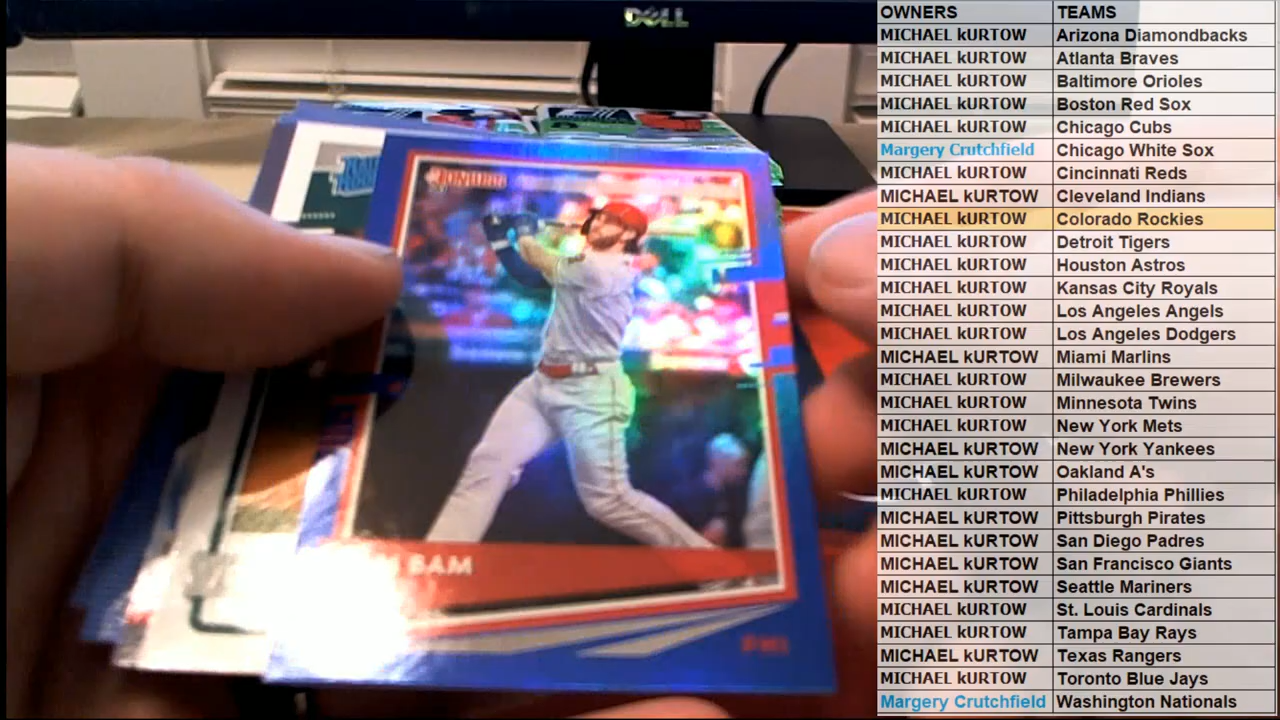 DELL
OWNERS TEAMS
MICHAEL kURTOW Arizona Diamondbacks
MICHAEL kURTOW Atlanta Braves
MICHAEL kURTOW Baltimore Orioles
MICHAEL kURTOW Boston Red Sox
MICHAEL kURTOW Chicago Cubs
Margery Crutchfield Chicago White Sox
MICHAEL kURTOW Cincinnati Reds
MICHAEL kURTOW Cleveland Indians
MICHAEL kURTOW Colorado Rockies
MICHAEL kURTOW Detroit Tigers
MICHAEL kURTOW Houston Astros
MICHAEL kURTOW Kansas City Royals
MICHAEL kURTOW Los Angeles Angels
MICHAEL kURTOW Los Angeles Dodgers
MICHAEL kURTOW Miami Marlins
MICHAEL kURTOW Milwaukee Brewers
MICHAEL kURTOW Minnesota Twins
MICHAEL kURTOW New York Mets
MICHAEL kURTOW New York Yankees
MICHAEL kURTOW Oakland A's
MICHAEL kURTOW Philadelphia Phillies
MICHAEL kURTOW Pittsburgh Pirates
MICHAEL kURTOW San Diego Padres
MICHAEL kURTOW San Francisco Giants
MICHAEL kURTOW Seattle Mariners
MICHAEL kURTOW St. Louis Cardinals
MICHAEL kURTOW Tampa Bay Rays
MICHAEL kURTOW Texas Rangers
MICHAEL kURTOW Toronto Blue Jays
Margery Crutchfield Washington Nationals
DONRUSS
BAM